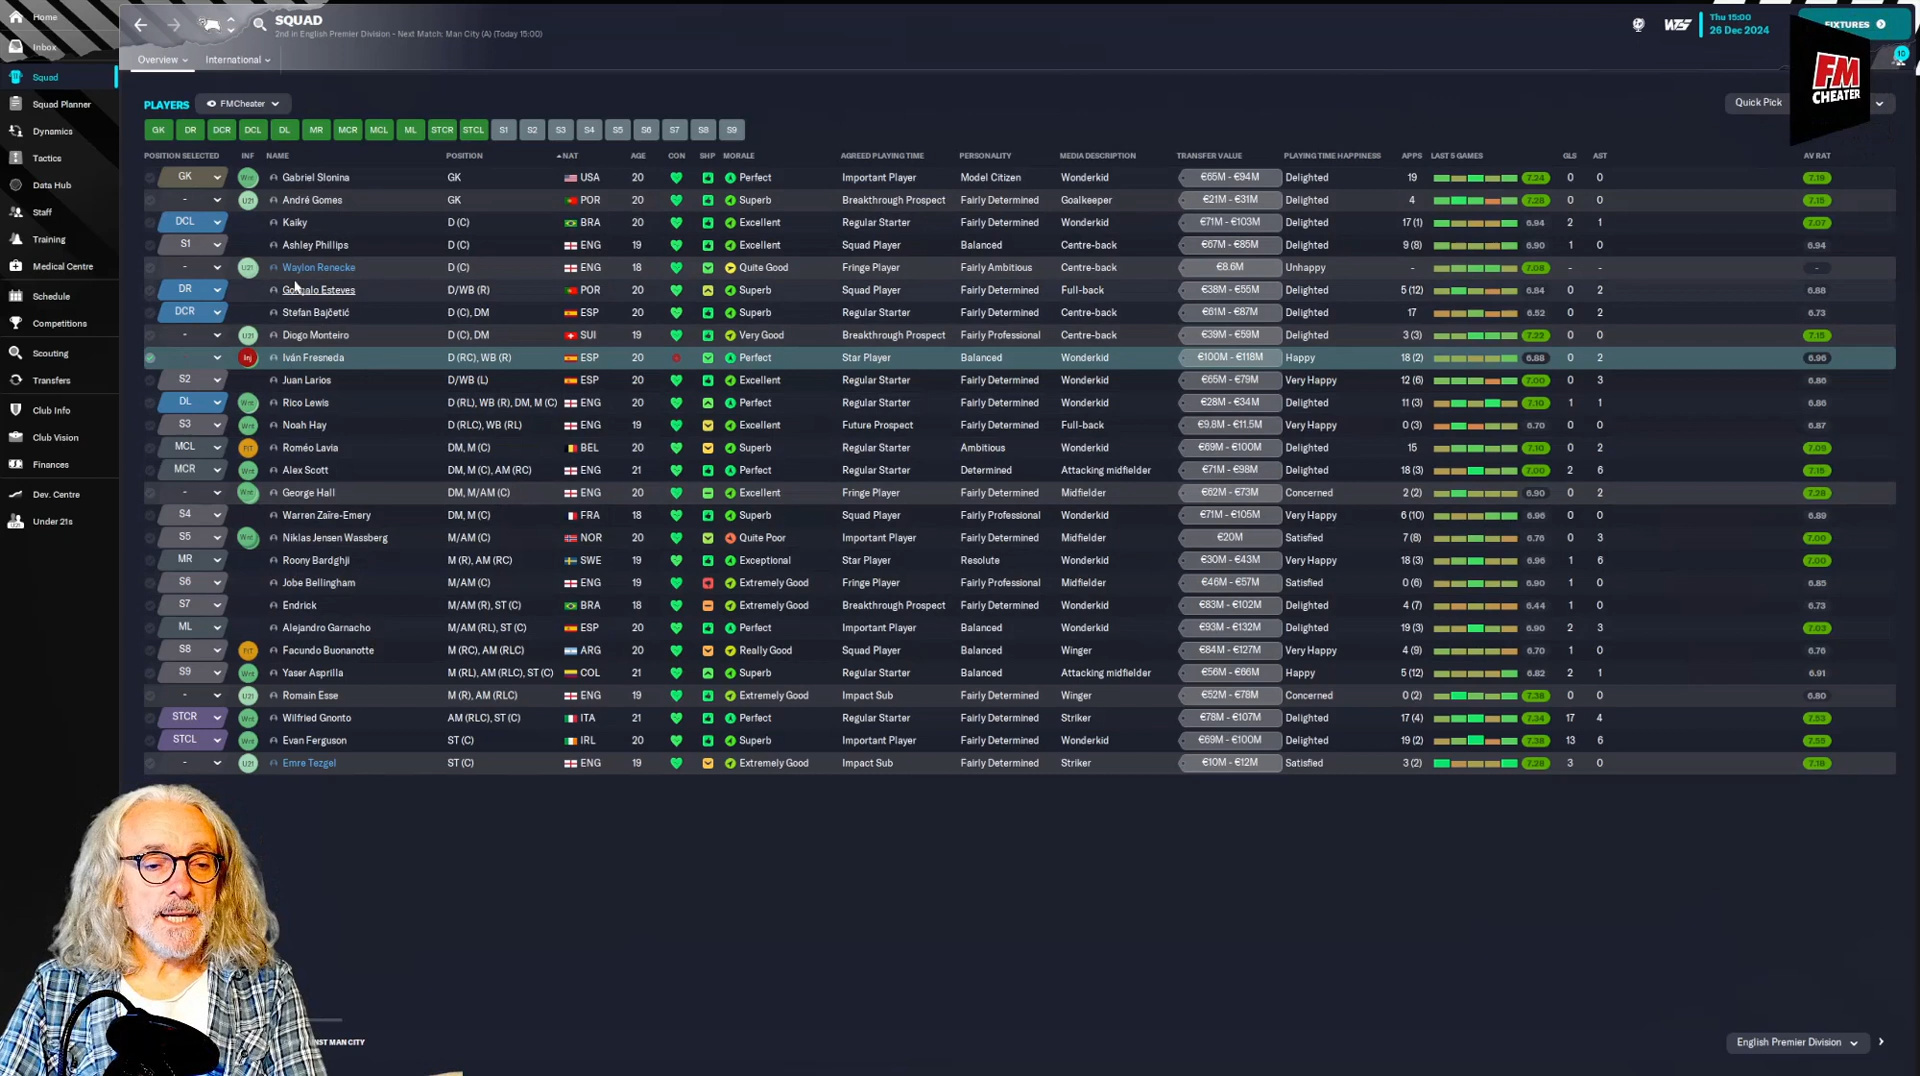 Home
Inbox
Squad
Squad Planner
Dynamics
Tactics
Data Hub
Staff
Training
Medical Centre
Schedule
Competitions
Scouting
Transfers
Club Info
Club Vision
Finances
Dev. Centre
Under 21s
SQUAD
2nd in English Premier Division - Next Match: Man City (A) (Today 15:00)
Thu 15:00
26 Dec 2024
FIXTURES
10
FM
CHEATER
Overview International
PLAYERS FMCheater Quick Pick
GK DR DCR DCL DL MR MCR MCL ML STCR STCL S1 S2 S3 S4 S5 S6 S7 S8 S9
POSITION SELECTED INF NAME POSITION NAT AGE CON SHP MORALE AGREED PLAYING TIME PERSONALITY MEDIA DESCRIPTION TRANSFER VALUE PLAYING TIME HAPPINESS APPS LAST 5 GAMES GLS AST AV RAT
GK Wnt Gabriel Slonina GK USA 20 Perfect Important Player Model Citizen Wonderkid €65M - €94M Delighted 19 7.24 0 0 7.19
- U21 André Gomes GK POR 20 Superb Breakthrough Prospect Fairly Determined Goalkeeper €21M - €31M Delighted 4 7.28 0 0 7.15
DCL Kaiky D (C) BRA 20 Excellent Regular Starter Fairly Determined Wonderkid €71M - €103M Delighted 17 (1) 6.94 2 1 7.07
S1 Ashley Phillips D (C) ENG 19 Excellent Squad Player Balanced Centre-back €67M - €85M Delighted 9 (8) 6.90 1 0 6.94
- U21 Waylon Renecke D (C) ENG 18 Quite Good Fringe Player Fairly Ambitious Centre-back €8.6M Unhappy - 7.08 - - -
DR Gonçalo Esteves D/WB (R) POR 20 Superb Squad Player Fairly Determined Full-back €38M - €55M Delighted 5 (12) 6.84 0 2 6.88
DCR Stefan Bajčetić D (C), DM ESP 20 Superb Regular Starter Fairly Determined Centre-back €61M - €87M Delighted 17 6.52 0 2 6.73
- U21 Diogo Monteiro D (C) SUI 19 Very Good Breakthrough Prospect Fairly Professional Centre-back €39M - €59M Delighted 3 (3) 7.22 0 0 7.15
Inj Iván Fresneda D (RC), WB (R) ESP 20 Perfect Star Player Balanced Wonderkid €100M - €118M Happy 18 (2) 6.88 0 2 6.96
S2 Juan Larios D/WB (L) ESP 20 Excellent Regular Starter Fairly Determined Wonderkid €65M - €79M Very Happy 12 (6) 7.00 0 3 6.86
DL Wnt Rico Lewis D (RL), WB (R), DM, M (C) ENG 20 Perfect Regular Starter Fairly Determined Wonderkid €28M - €34M Delighted 11 (3) 7.10 1 1 6.86
S3 Wnt Noah Hay D (RLC), WB (RL) ENG 19 Excellent Future Prospect Fairly Determined Full-back €9.8M - €11.5M Very Happy 0 (3) 6.70 0 0 6.87
MCL FIT Roméo Lavia DM, M (C) BEL 20 Superb Regular Starter Ambitious Wonderkid €69M - €100M Delighted 15 7.10 0 2 7.09
MCR Wnt Alex Scott DM, M (C), AM (RC) ENG 21 Perfect Regular Starter Determined Attacking midfielder €71M - €98M Delighted 18 (3) 7.00 2 6 7.15
- Wnt George Hall DM, M/AM (C) ENG 20 Excellent Fringe Player Fairly Determined Midfielder €62M - €73M Concerned 2 (2) 6.90 0 2 7.28
S4 Warren Zaïre-Emery DM, M (C) FRA 18 Superb Squad Player Fairly Professional Wonderkid €71M - €105M Very Happy 6 (10) 6.96 0 1 6.89
S5 Wnt Niklas Jensen Wassberg M/AM (C) NOR 20 Quite Poor Important Player Fairly Determined Midfielder €20M Satisfied 7 (8) 6.76 0 3 7.00
MR Roony Bardghji M (R), AM (RC) SWE 19 Exceptional Star Player Resolute Wonderkid €30M - €43M Very Happy 18 (3) 6.96 1 6 7.00
S6 Jobe Bellingham M/AM (C) ENG 19 Extremely Good Fringe Player Fairly Professional Midfielder €46M - €57M Satisfied 0 (6) 6.90 1 0 6.85
S7 Endrick M/AM (R), ST (C) BRA 18 Extremely Good Breakthrough Prospect Fairly Determined Wonderkid €83M - €102M Delighted 4 (7) 6.44 1 0 6.73
ML Alejandro Garnacho M/AM (RL), ST (C) ESP 20 Perfect Important Player Balanced Wonderkid €93M - €132M Delighted 19 (3) 6.90 2 3 7.03
S8 FIT Facundo Buonanotte M (RC), AM (RLC) ARG 20 Really Good Squad Player Balanced Winger €84M - €127M Very Happy 4 (9) 6.70 1 0 6.76
S9 Wnt Yaser Asprilla M (RL), AM (RLC), ST (C) COL 21 Superb Regular Starter Fairly Determined Attacking midfielder €56M - €66M Happy 5 (12) 6.82 2 1 6.91
- U21 Romain Esse M (R), AM (RLC) ENG 19 Extremely Good Impact Sub Fairly Determined Winger €52M - €78M Concerned 0 (2) 7.38 0 0 6.80
STCR Wnt Wilfried Gnonto AM (RLC), ST (C) ITA 21 Perfect Regular Starter Fairly Determined Striker €78M - €107M Delighted 17 (4) 7.34 17 4 7.53
STCL Wnt Evan Ferguson ST (C) IRL 20 Superb Important Player Fairly Determined Wonderkid €69M - €100M Delighted 19 (2) 7.38 13 6 7.55
- U21 Emre Tezgel ST (C) ENG 19 Extremely Good Impact Sub Fairly Determined Striker €10M - €12M Satisfied 3 (2) 7.28 3 0 7.18
MAN CITY
English Premier Division